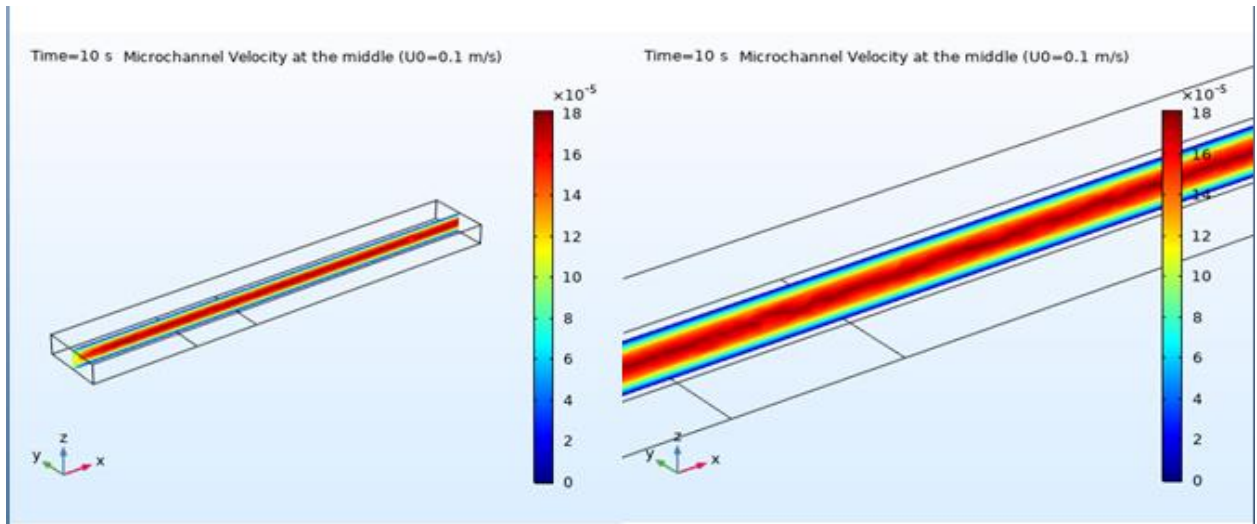 Time=10 s Microchannel Velocity at the middle (U0=0.1 m/s)
×10⁻⁵
18
16
14
12
10
8
6
4
2
0
z
y
x
Time=10 s Microchannel Velocity at the middle (U0=0.1 m/s)
×10⁻⁵
18
16
14
12
10
8
6
4
2
0
z
y
x